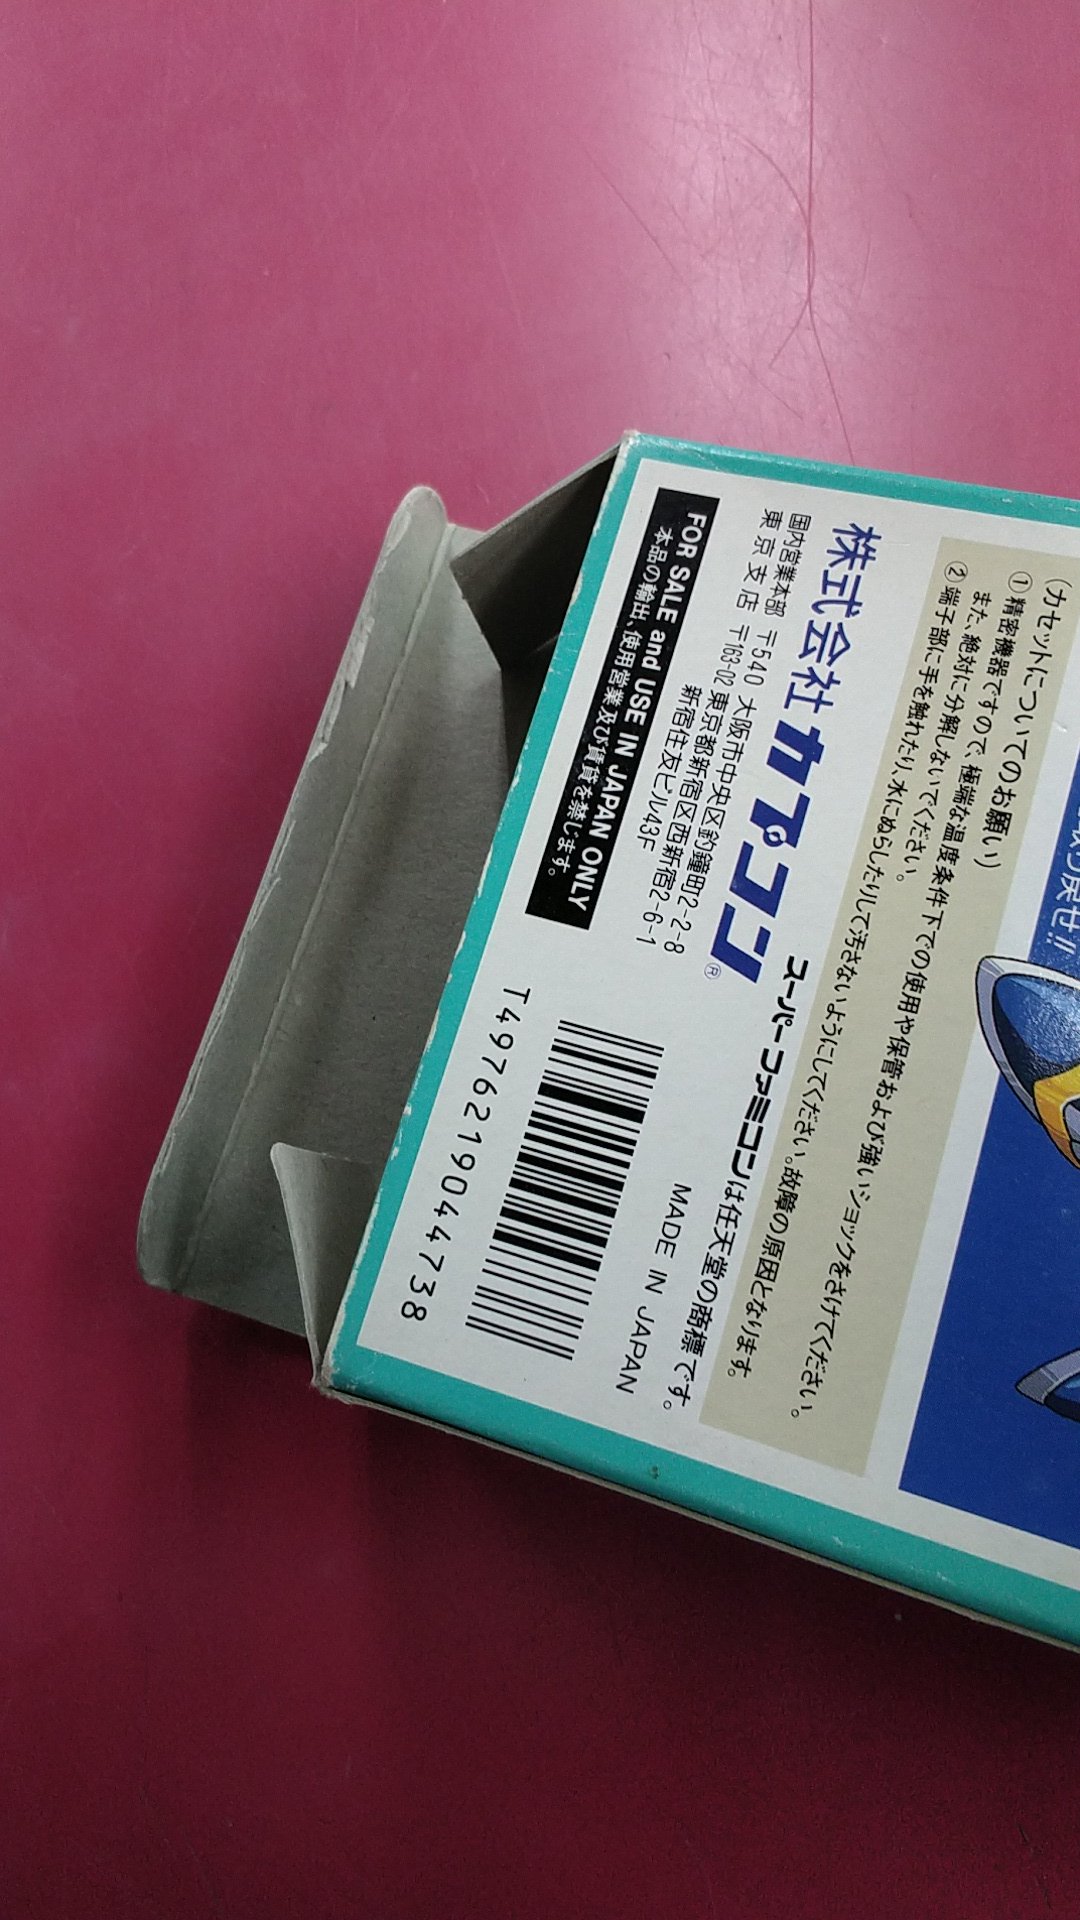 取り戻せ!!
(カセットについてのお願い)
①精密機器ですので、極端な温度条件下での使用や保管および強いショックをさけてください。
また、絶対に分解しないでください。
②端子部に手を触れたり、水にぬらしたりして汚さないようにしてください。故障の原因となります。
株式会社カプコン®
スーパーファミコンは任天堂の商標です。
国内営業本部 〒540 大阪市中央区釣鐘町2-2-8
東京支店 〒163-02 東京都新宿区西新宿2-6-1
新宿住友ビル43F
MADE IN JAPAN
FOR SALE and USE IN JAPAN ONLY
本品の輸出、使用営業及び賃貸を禁じます。
T4976219044738